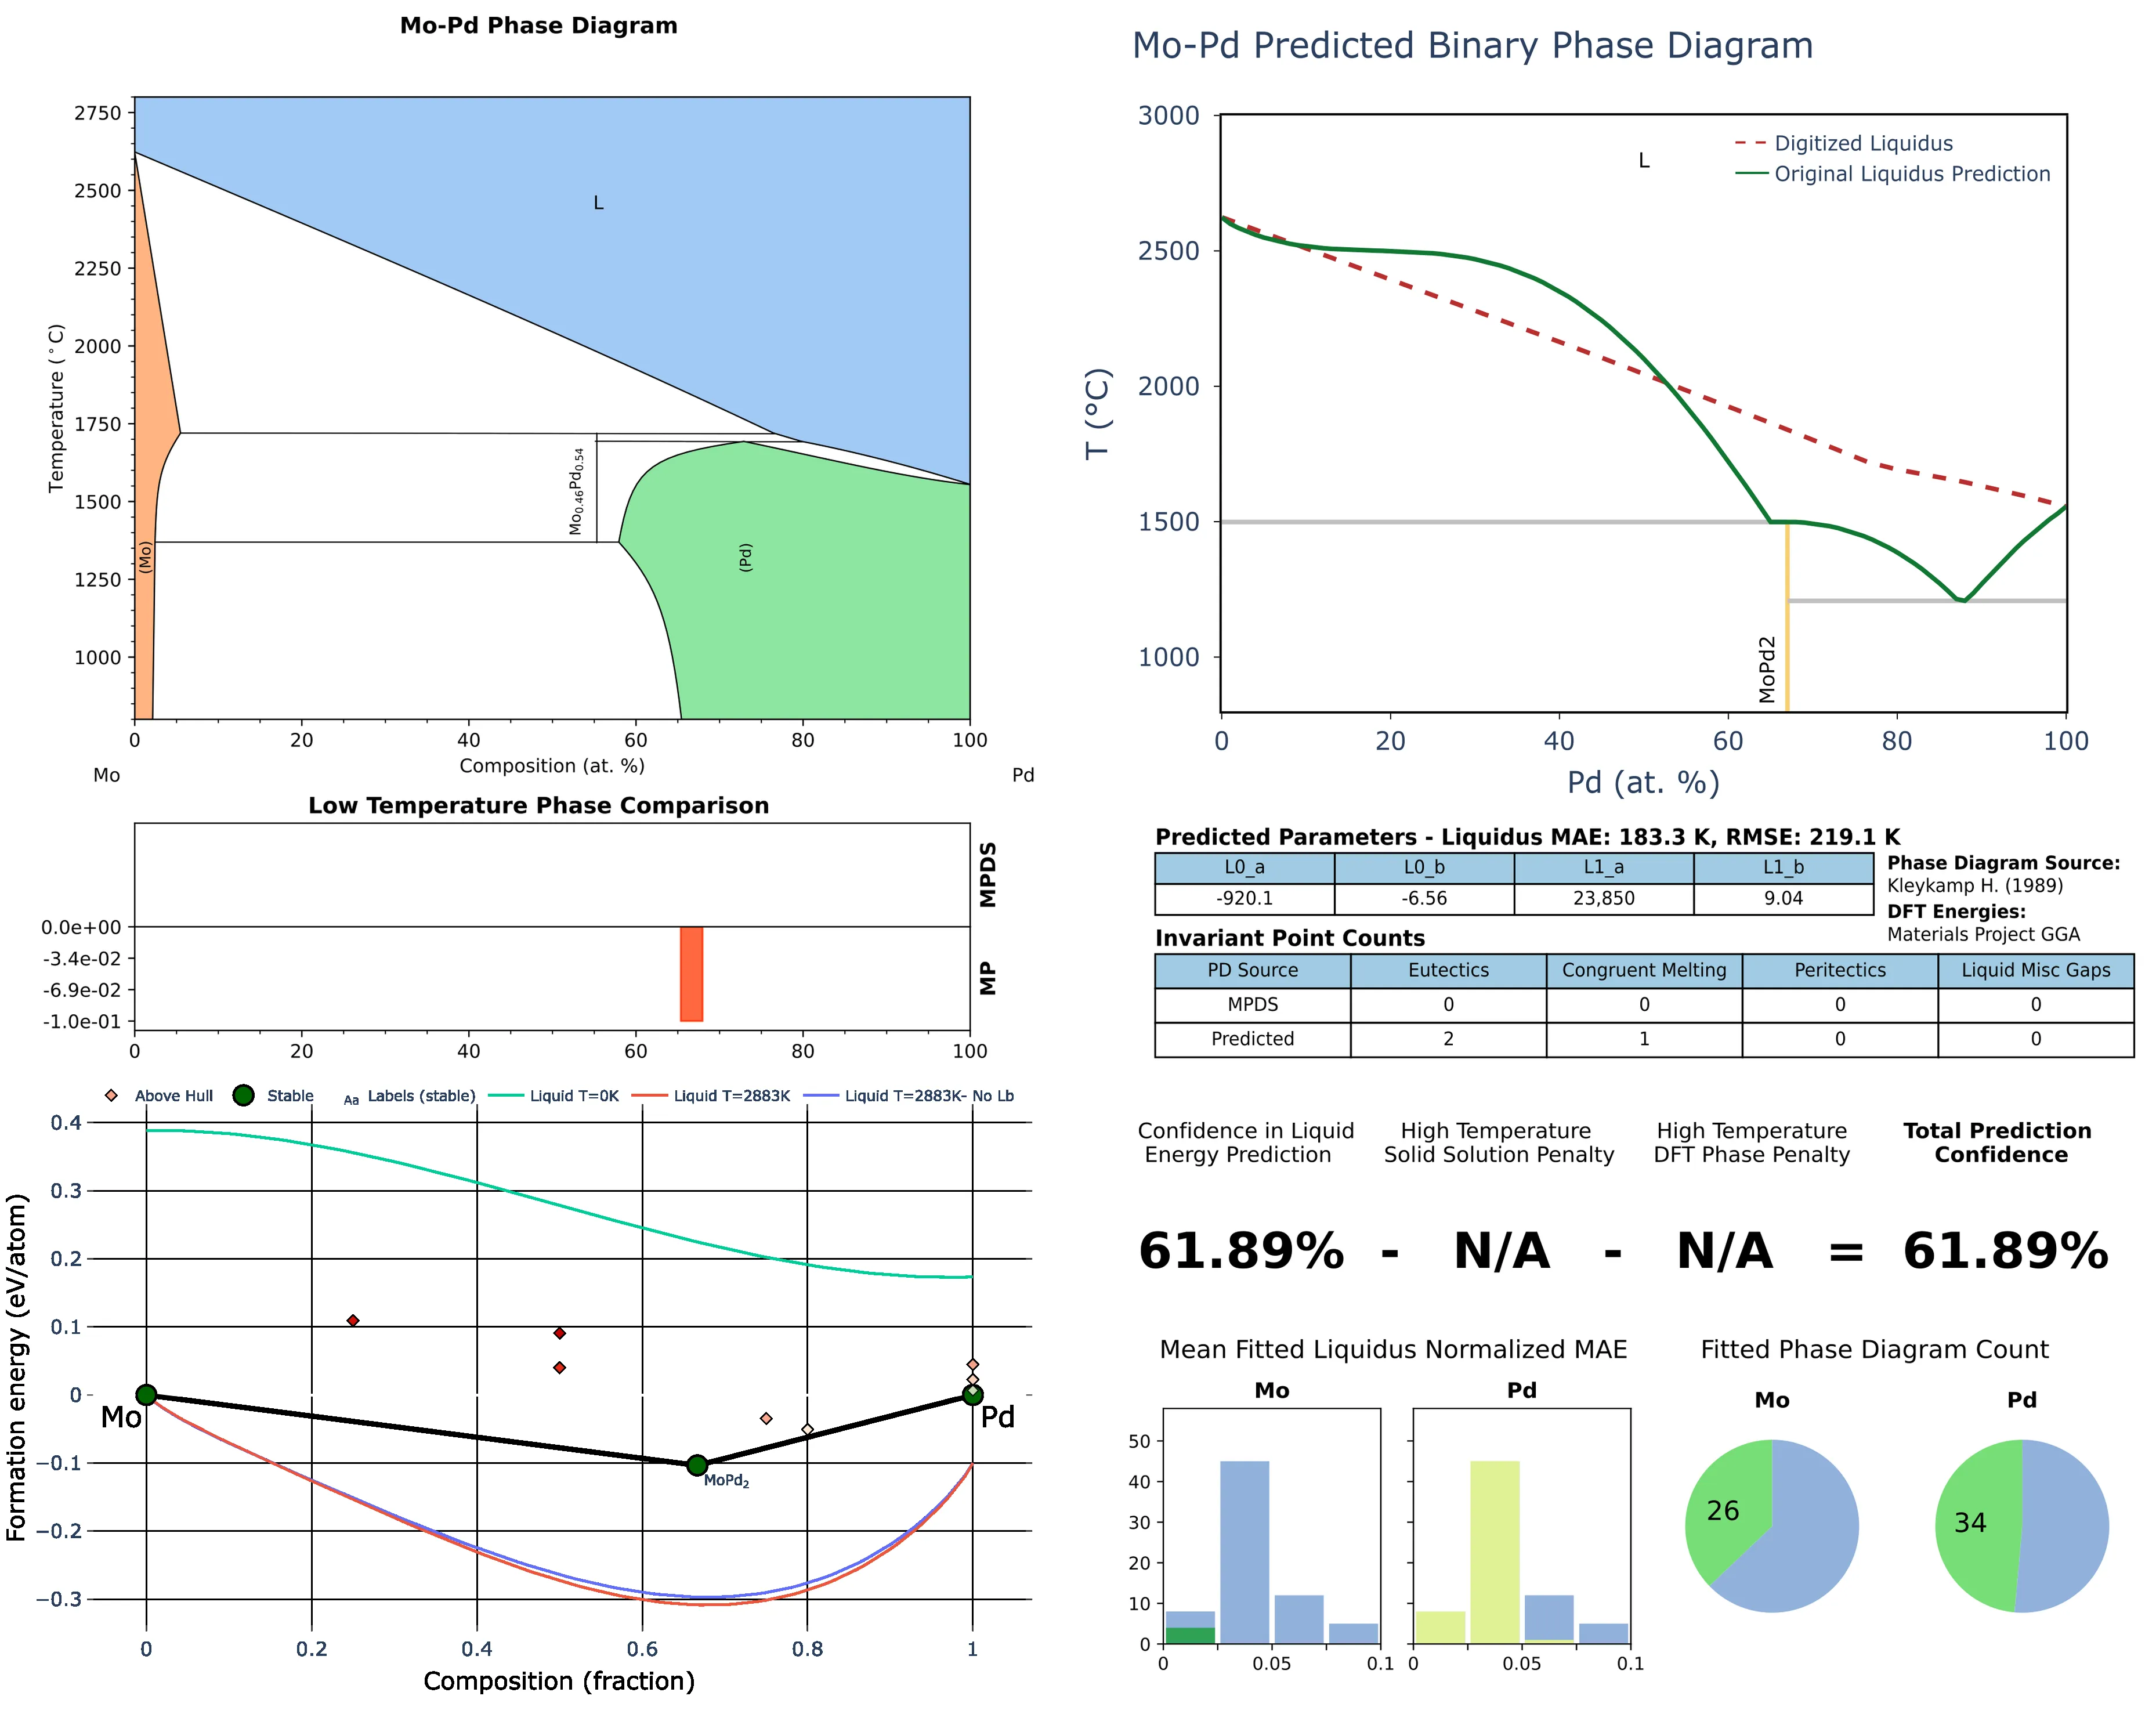 Mo-Pd Phase Diagram
2750
2500
2250
2000
1750
1500
1250
1000
Temperature (°C)
L
(Mo)
Mo0.46Pd0.54
(Pd)
0 20 40 60 80 100
Composition (at. %)
Mo Pd
Low Temperature Phase Comparison
MPDS
MP
0.0e+00
-3.4e-02
-6.9e-02
-1.0e-01
0 20 40 60 80 100
Above Hull Stable Aa Labels (stable) Liquid T=0K Liquid T=2883K Liquid T=2883K- No Lb
0.4
0.3
0.2
0.1
0
−0.1
−0.2
−0.3
Formation energy (eV/atom)
Mo
Pd
MoPd2
0 0.2 0.4 0.6 0.8 1
Composition (fraction)
Mo-Pd Predicted Binary Phase Diagram
3000
2500
2000
1500
1000
T (°C)
L
Digitized Liquidus
Original Liquidus Prediction
MoPd2
0 20 40 60 80 100
Pd (at. %)
Predicted Parameters - Liquidus MAE: 183.3 K, RMSE: 219.1 K
L0_a L0_b L1_a L1_b
-920.1 -6.56 23,850 9.04
Phase Diagram Source:
Kleykamp H. (1989)
DFT Energies:
Materials Project GGA
Invariant Point Counts
PD Source Eutectics Congruent Melting Peritectics Liquid Misc Gaps
MPDS 0 0 0 0
Predicted 2 1 0 0
Confidence in Liquid
Energy Prediction
High Temperature
Solid Solution Penalty
High Temperature
DFT Phase Penalty
Total Prediction
Confidence
61.89% - N/A - N/A = 61.89%
Mean Fitted Liquidus Normalized MAE
Mo Pd
50
40
30
20
10
0
0 0.05 0.1 0 0.05 0.1
Fitted Phase Diagram Count
Mo Pd
26 34